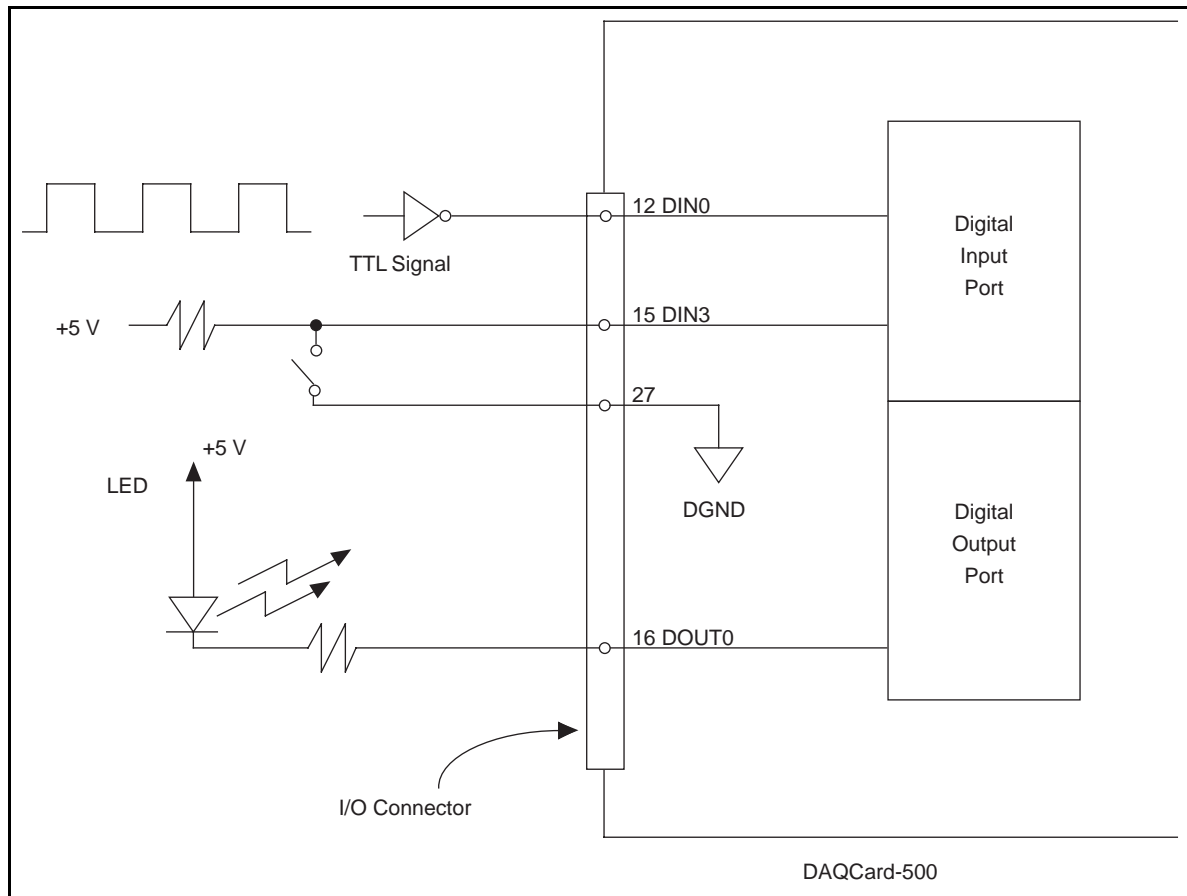 12 DIN0
Digital
Input
Port
TTL Signal
+5 V
15 DIN3
27
+5 V
LED
DGND
Digital
Output
Port
16 DOUT0
I/O Connector
DAQCard-500